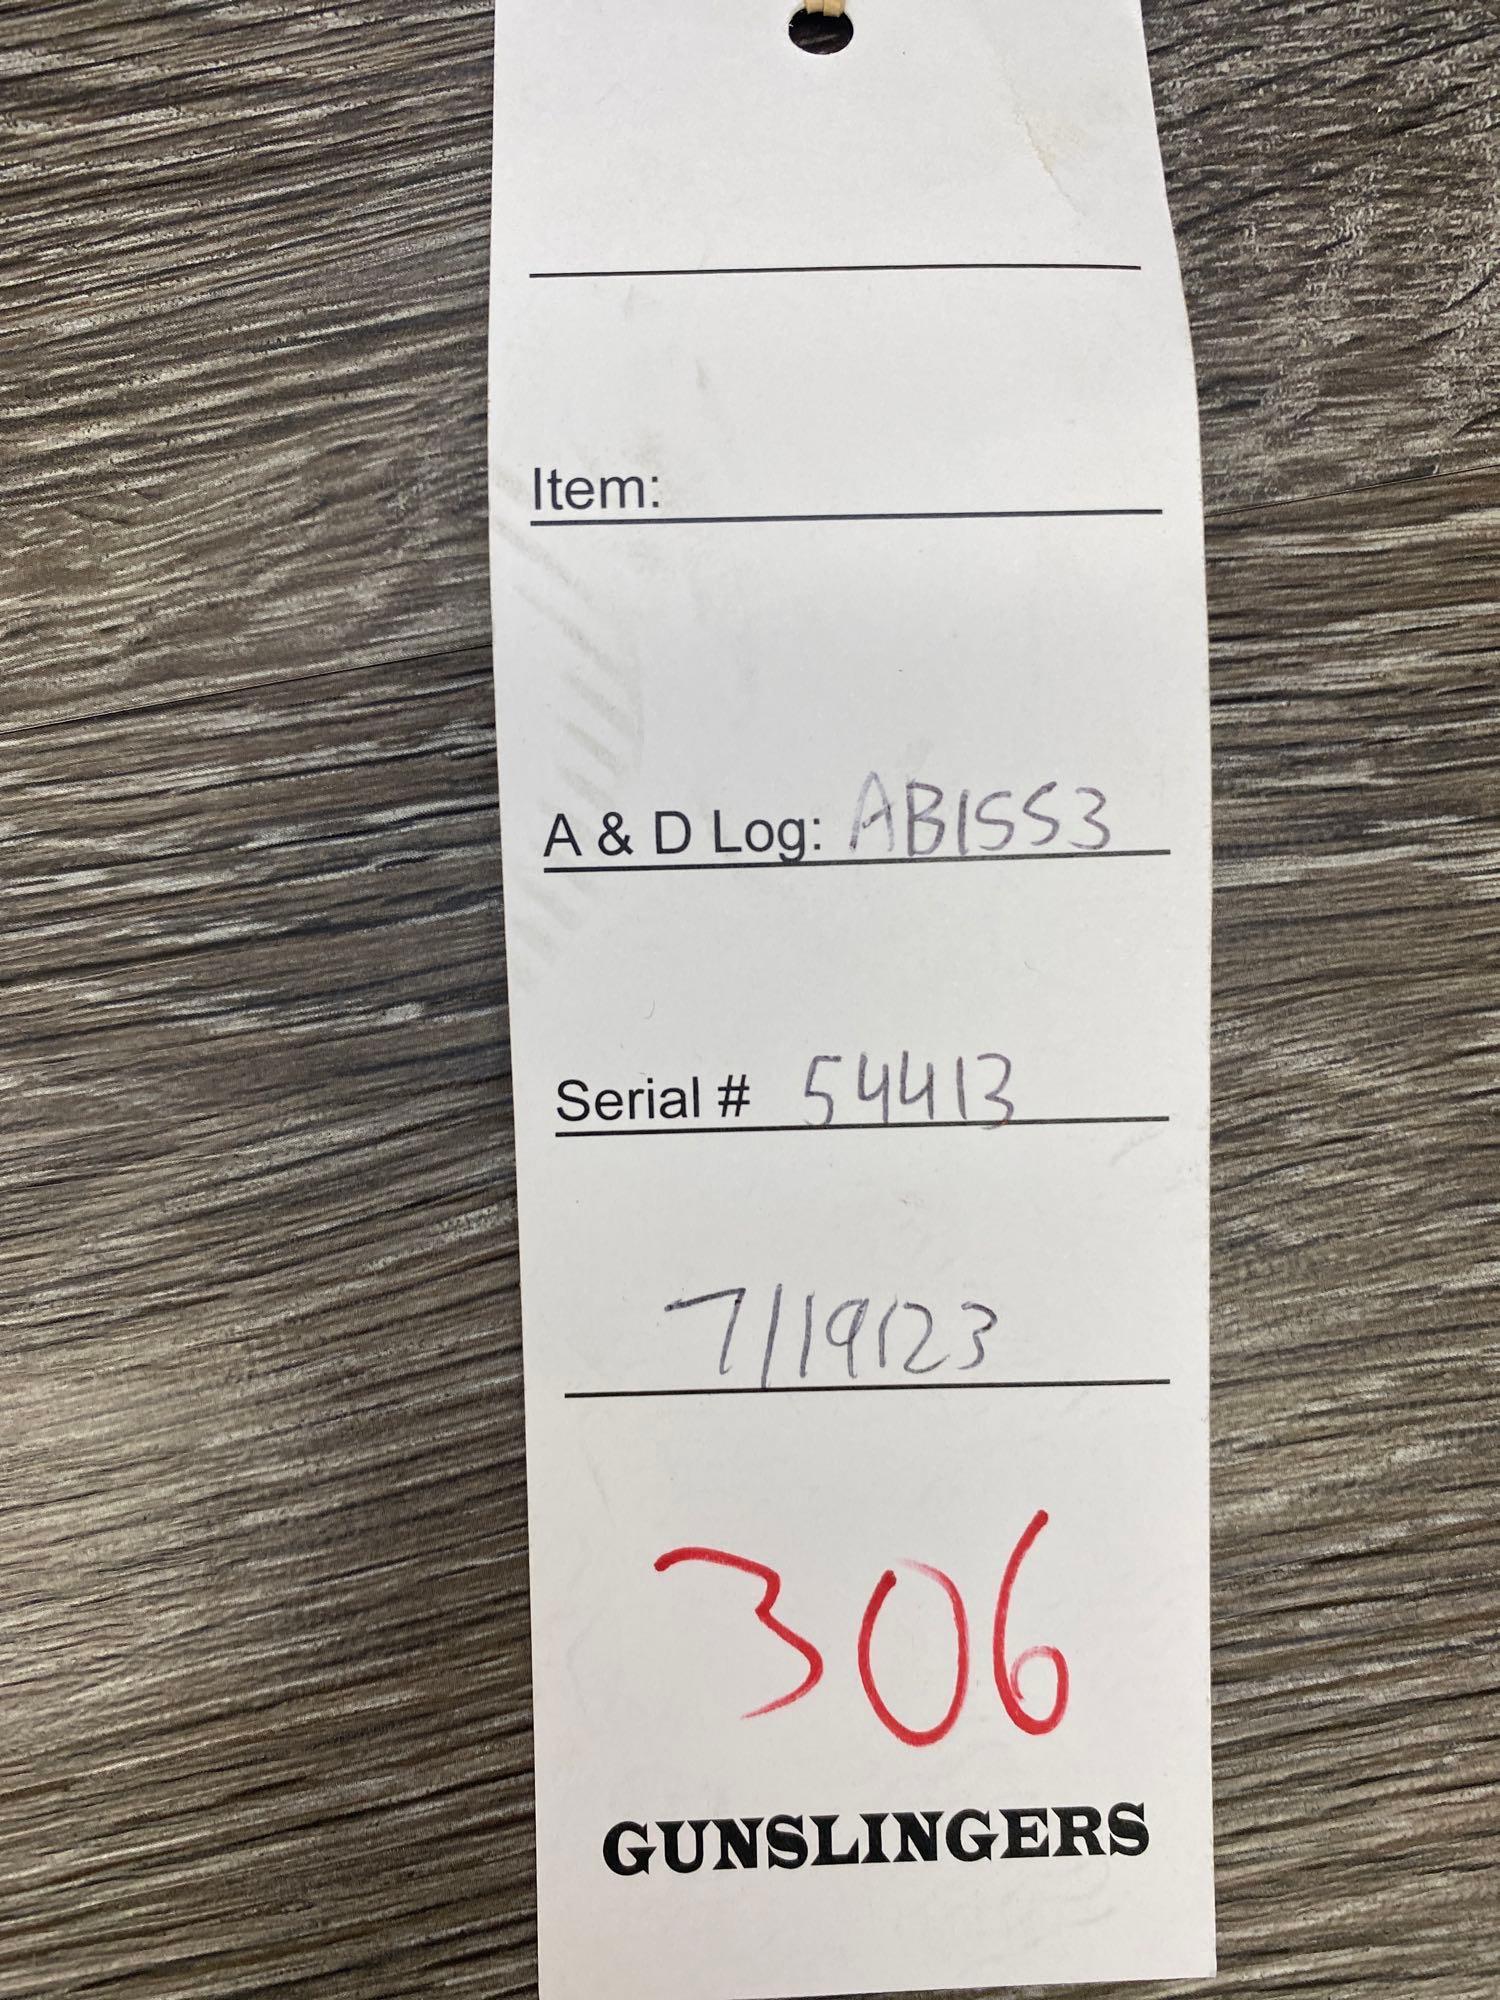 Item:
A & D Log: AB1553
Serial # 54413
7/19/23
306
GUNSLINGERS